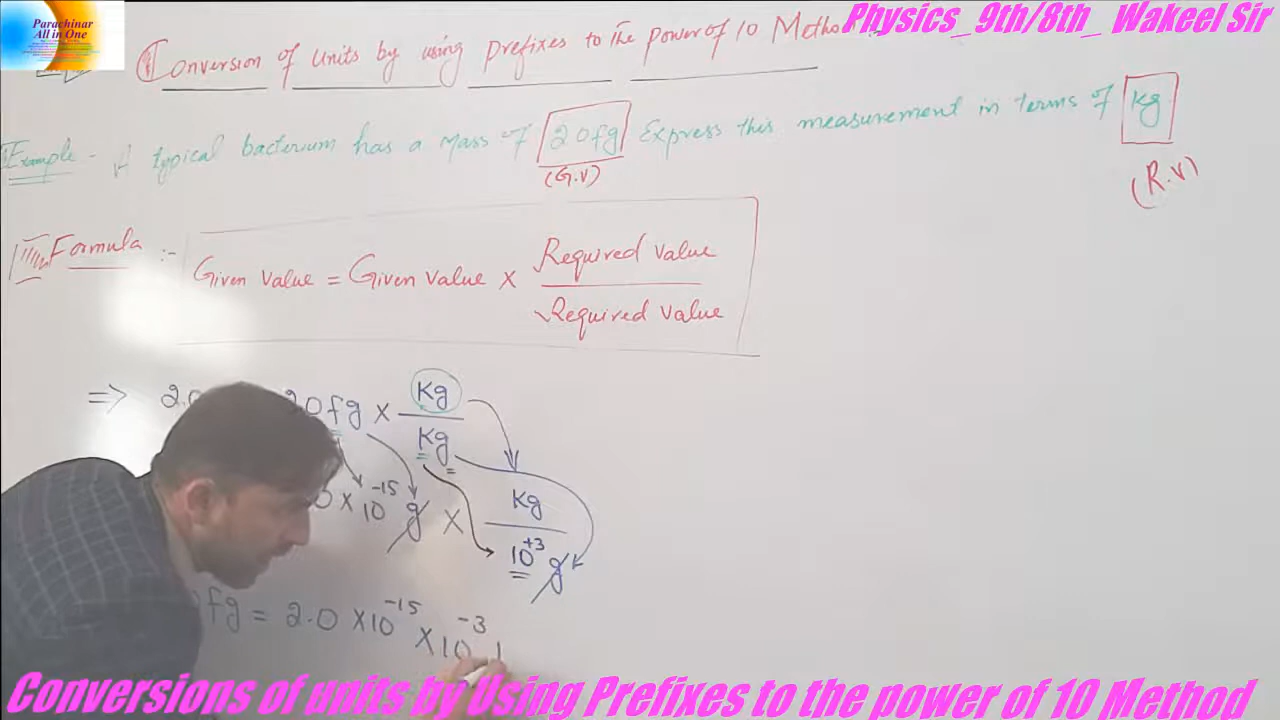 Parachinar
All in One
Physics_9th/8th_ Wakeel Sir
Conversion of units by using prefixes to the power of 10 Metho
Example - A typical bacterium has a Mass of 2.0fg Express this measurement in terms of kg
(G.V)
(R.V)
Formula :-
Given value = Given value × Required value
Required value
⇒ 2.0 2.0fg × Kg
Kg
0 × 10⁻¹⁵ g × Kg
10⁺³ g
fg = 2.0 ×10⁻¹⁵ ×10⁻³
Conversions of units by Using Prefixes to the power of 10 Method